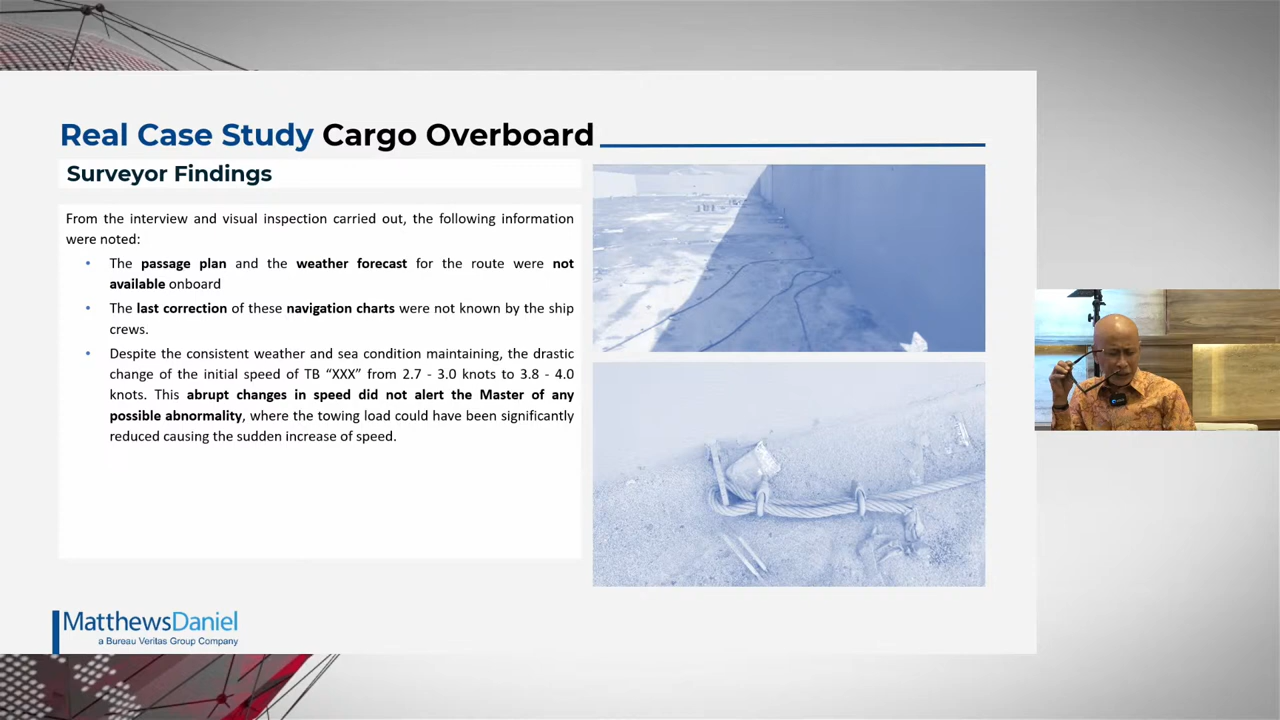 Real Case Study Cargo Overboard
Surveyor Findings
From the interview and visual inspection carried out, the following information
were noted:
• The passage plan and the weather forecast for the route were not
available onboard
• The last correction of these navigation charts were not known by the ship
crews.
• Despite the consistent weather and sea condition maintaining, the drastic
change of the initial speed of TB “XXX” from 2.7 - 3.0 knots to 3.8 - 4.0
knots. This abrupt changes in speed did not alert the Master of any
possible abnormality, where the towing load could have been significantly
reduced causing the sudden increase of speed.
MatthewsDaniel
a Bureau Veritas Group Company